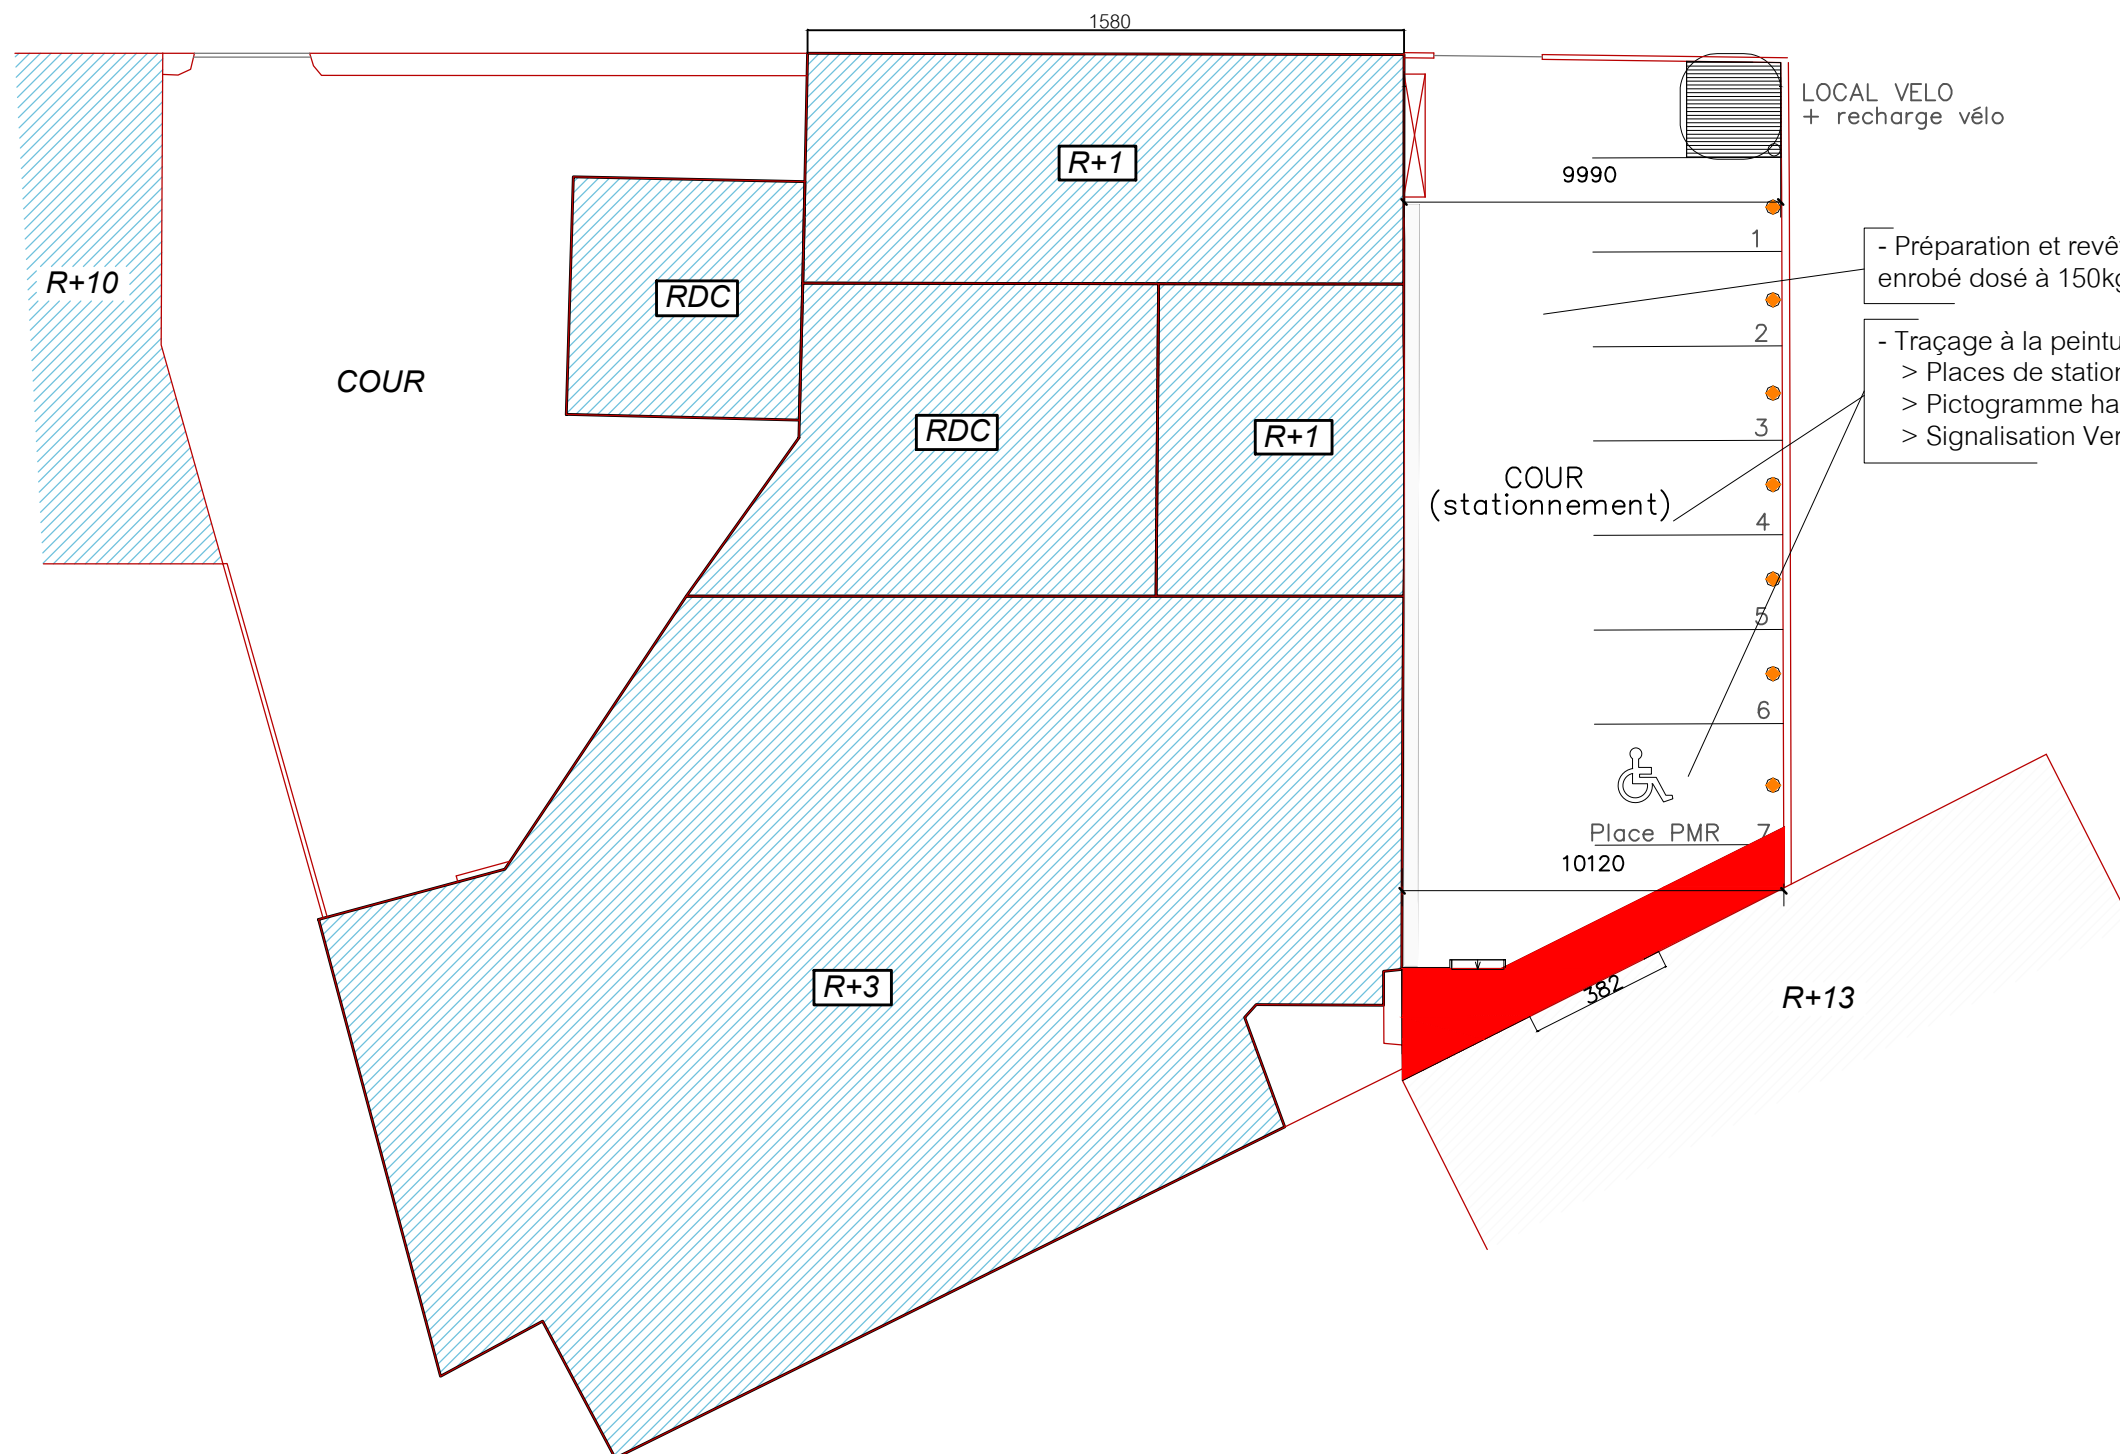 1580
LOCAL VELO
+ recharge vélo
R+1
9990
1
- Préparation et revê
enrobé dosé à 150kg
R+10
RDC
2
- Traçage à la peintu
> Places de station
> Pictogramme ha
> Signalisation Ver
COUR
3
RDC
R+1
COUR
(stationnement)
4
5
6
Place PMR
7
10120
R+3
382
R+13